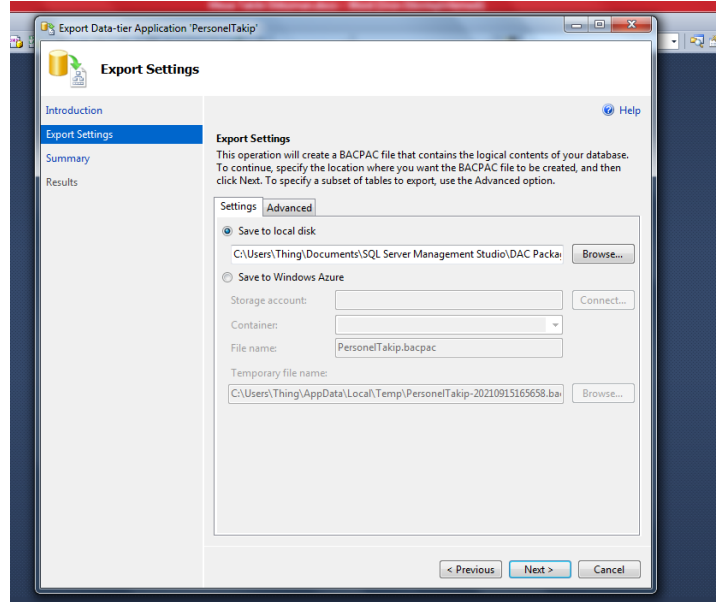 Export Data-tier Application 'PersonelTakip'
Export Settings
Introduction
Help
Export Settings
Summary
Results
Export Settings
This operation will create a BACPAC file that contains the logical contents of your database.
To continue, specify the location where you want the BACPAC file to be created, and then
click Next. To specify a subset of tables to export, use the Advanced option.
Settings
Advanced
Save to local disk
C:\Users\Thing\Documents\SQL Server Management Studio\DAC Packa
Browse...
Save to Windows Azure
Storage account:
Connect...
Container:
File name:
PersonelTakip.bacpac
Temporary file name:
C:\Users\Thing\AppData\Local\Temp\PersonelTakip-20210915165658.ba
Browse...
< Previous
Next >
Cancel